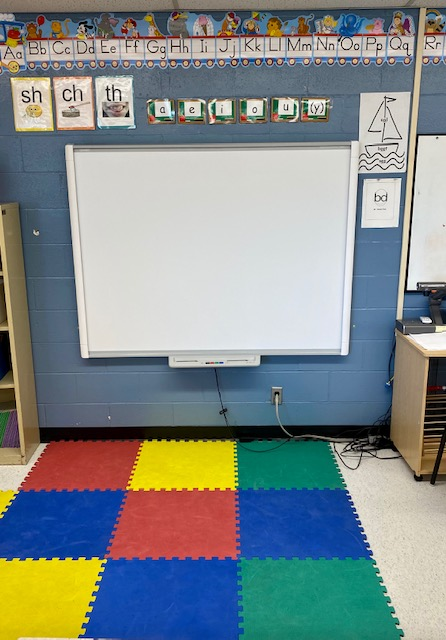 Aa Bb Cc Dd Ee Ff Gg Hh Ii Jj Kk Ll Mm Nn Oo Pp Qq Rr
sh ch th
a e i o u (y)
bd